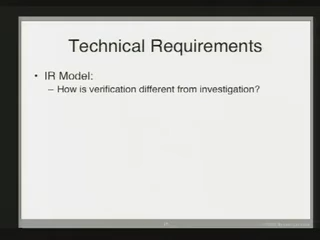 Technical Requirements
• IR Model:
– How is verification different from investigation?